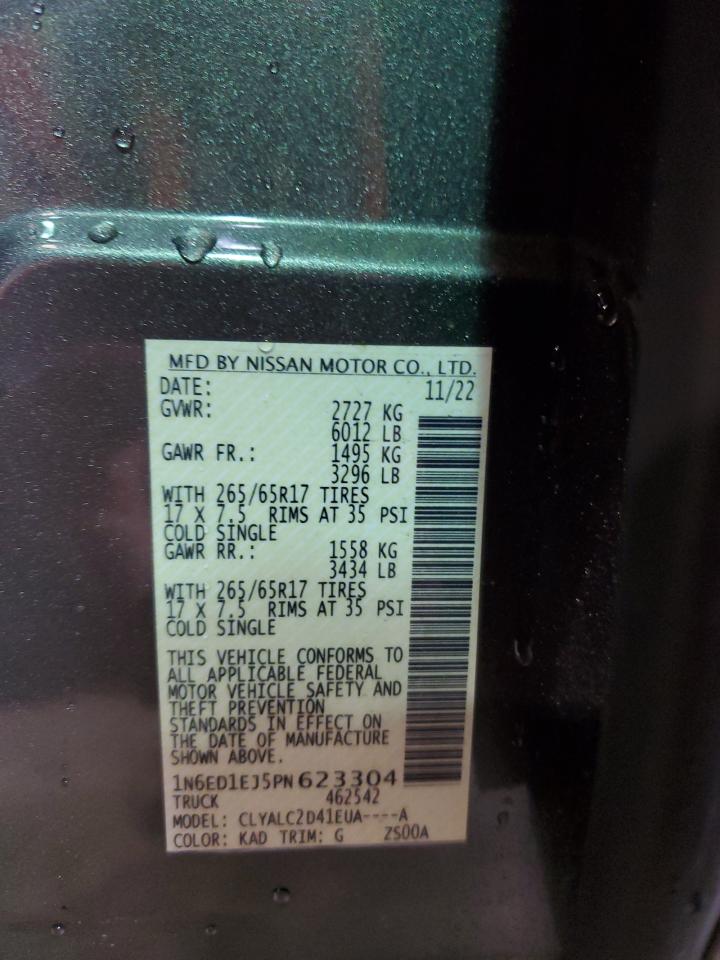 MFD BY NISSAN MOTOR CO., LTD.
DATE: 11/22
GVWR: 2727 KG
6012 LB
GAWR FR.: 1495 KG
3296 LB
WITH 265/65R17 TIRES
17 X 7.5 RIMS AT 35 PSI
COLD SINGLE
GAWR RR.: 1558 KG
3434 LB
WITH 265/65R17 TIRES
17 X 7.5 RIMS AT 35 PSI
COLD SINGLE
THIS VEHICLE CONFORMS TO
ALL APPLICABLE FEDERAL
MOTOR VEHICLE SAFETY AND
THEFT PREVENTION
STANDARDS IN EFFECT ON
THE DATE OF MANUFACTURE
SHOWN ABOVE.
1N6ED1EJ5PN623304
TRUCK 462542
MODEL: CLYALC2D41EUA----A
COLOR: KAD TRIM: G ZS00A